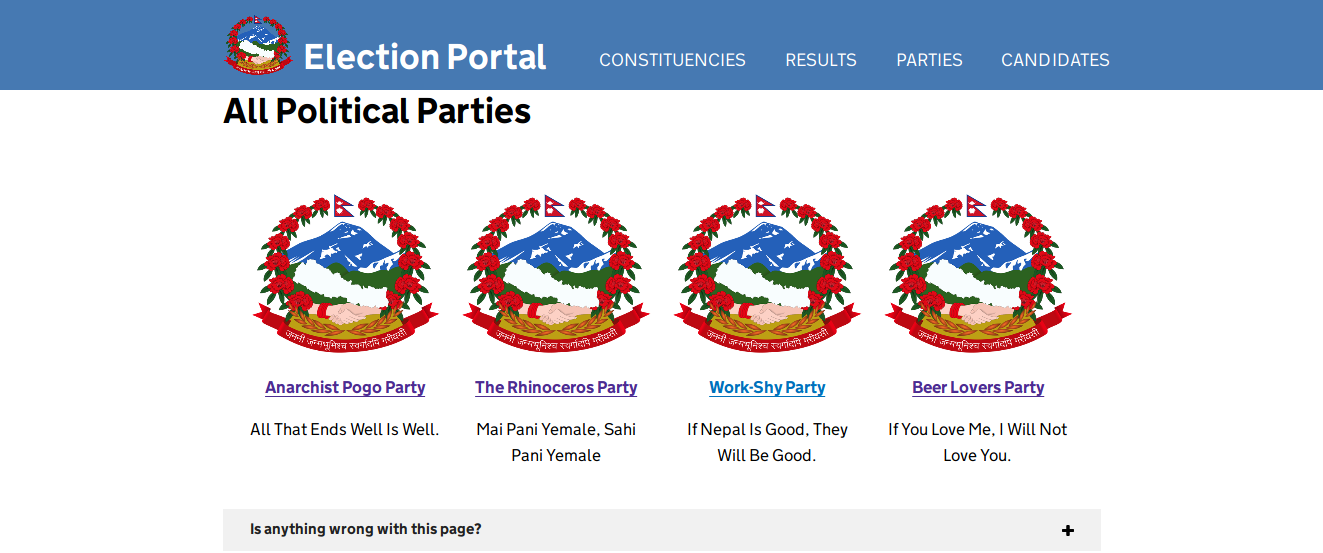 Election Portal
CONSTITUENCIES
RESULTS
PARTIES
CANDIDATES
All Political Parties
जननी जन्मभूमिश्च स्वर्गादपि गरीयसी
जननी जन्मभूमिश्च स्वर्गादपि गरीयसी
जननी जन्मभूमिश्च स्वर्गादपि गरीयसी
जननी जन्मभूमिश्च स्वर्गादपि गरीयसी
Anarchist Pogo Party
The Rhinoceros Party
Work-Shy Party
Beer Lovers Party
All That Ends Well Is Well.
Mai Pani Yemale, Sahi
Pani Yemale
If Nepal Is Good, They
Will Be Good.
If You Love Me, I Will Not
Love You.
Is anything wrong with this page?